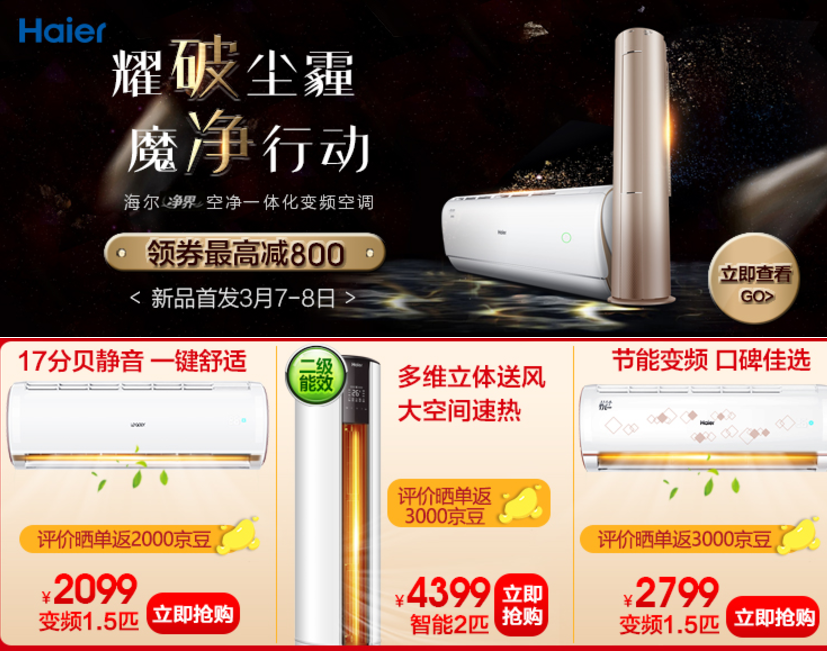 Haier
耀破尘霾
魔净行动
海尔 净界 空净一体化变频空调
领券最高减800
< 新品首发3月7-8日 >
立即查看
GO>
Haier
17分贝静音 一键舒适
评价晒单返2000京豆
¥2099
变频1.5匹
立即抢购
二级
能效
多维立体送风
大空间速热
评价晒单返
3000京豆
¥4399
智能2匹
立即
抢购
节能变频 口碑佳选
Haier
评价晒单返3000京豆
¥2799
变频1.5匹
立即抢购